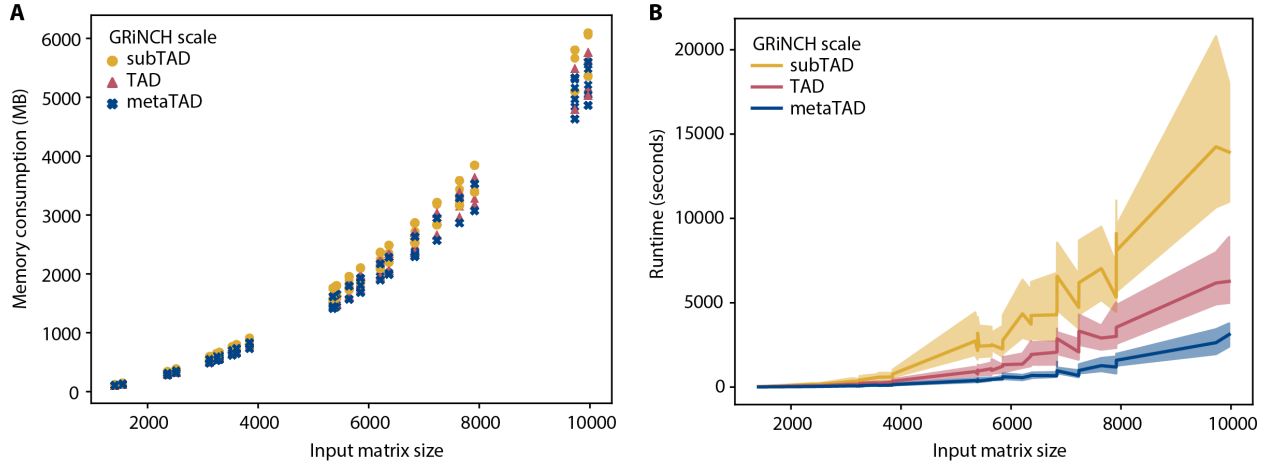 A
GRiNCH scale
subTAD
TAD
metaTAD
Memory consumption (MB)
6000
5000
4000
3000
2000
1000
0
2000
4000
6000
8000
10000
Input matrix size
B
GRiNCH scale
subTAD
TAD
metaTAD
Runtime (seconds)
20000
15000
10000
5000
0
2000
4000
6000
8000
10000
Input matrix size